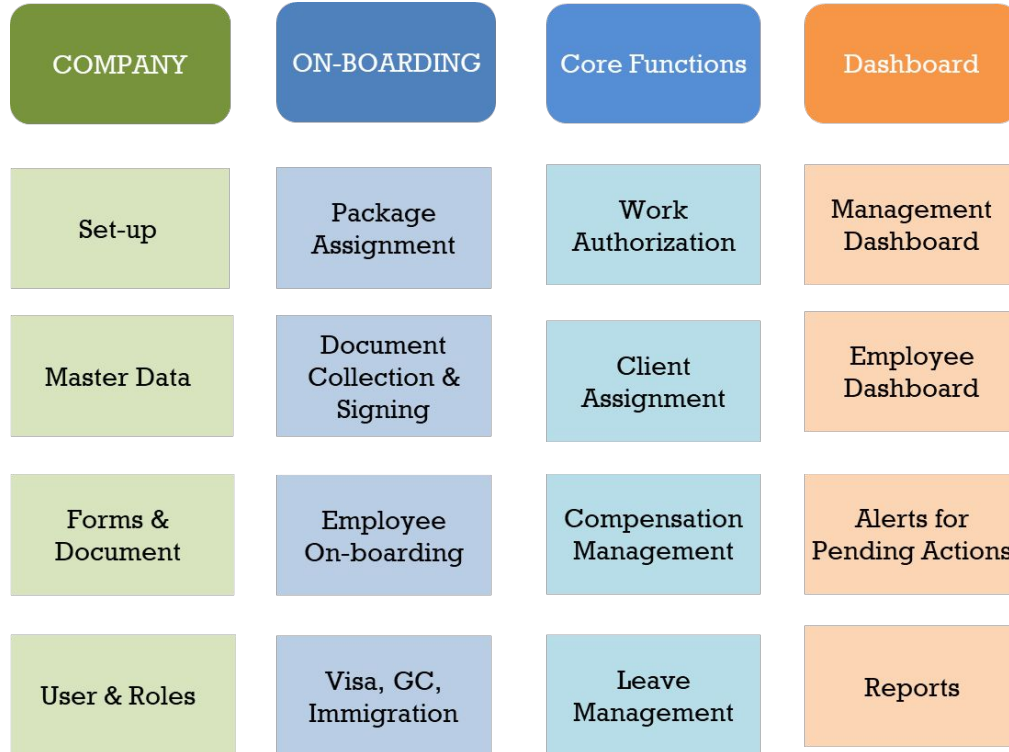 COMPANY
ON-BOARDING
Core Functions
Dashboard
Set-up
Package
Assignment
Work
Authorization
Management
Dashboard
Master Data
Document
Collection &
Signing
Client
Assignment
Employee
Dashboard
Forms &
Document
Employee
On-boarding
Compensation
Management
Alerts for
Pending Actions
User & Roles
Visa, GC,
Immigration
Leave
Management
Reports